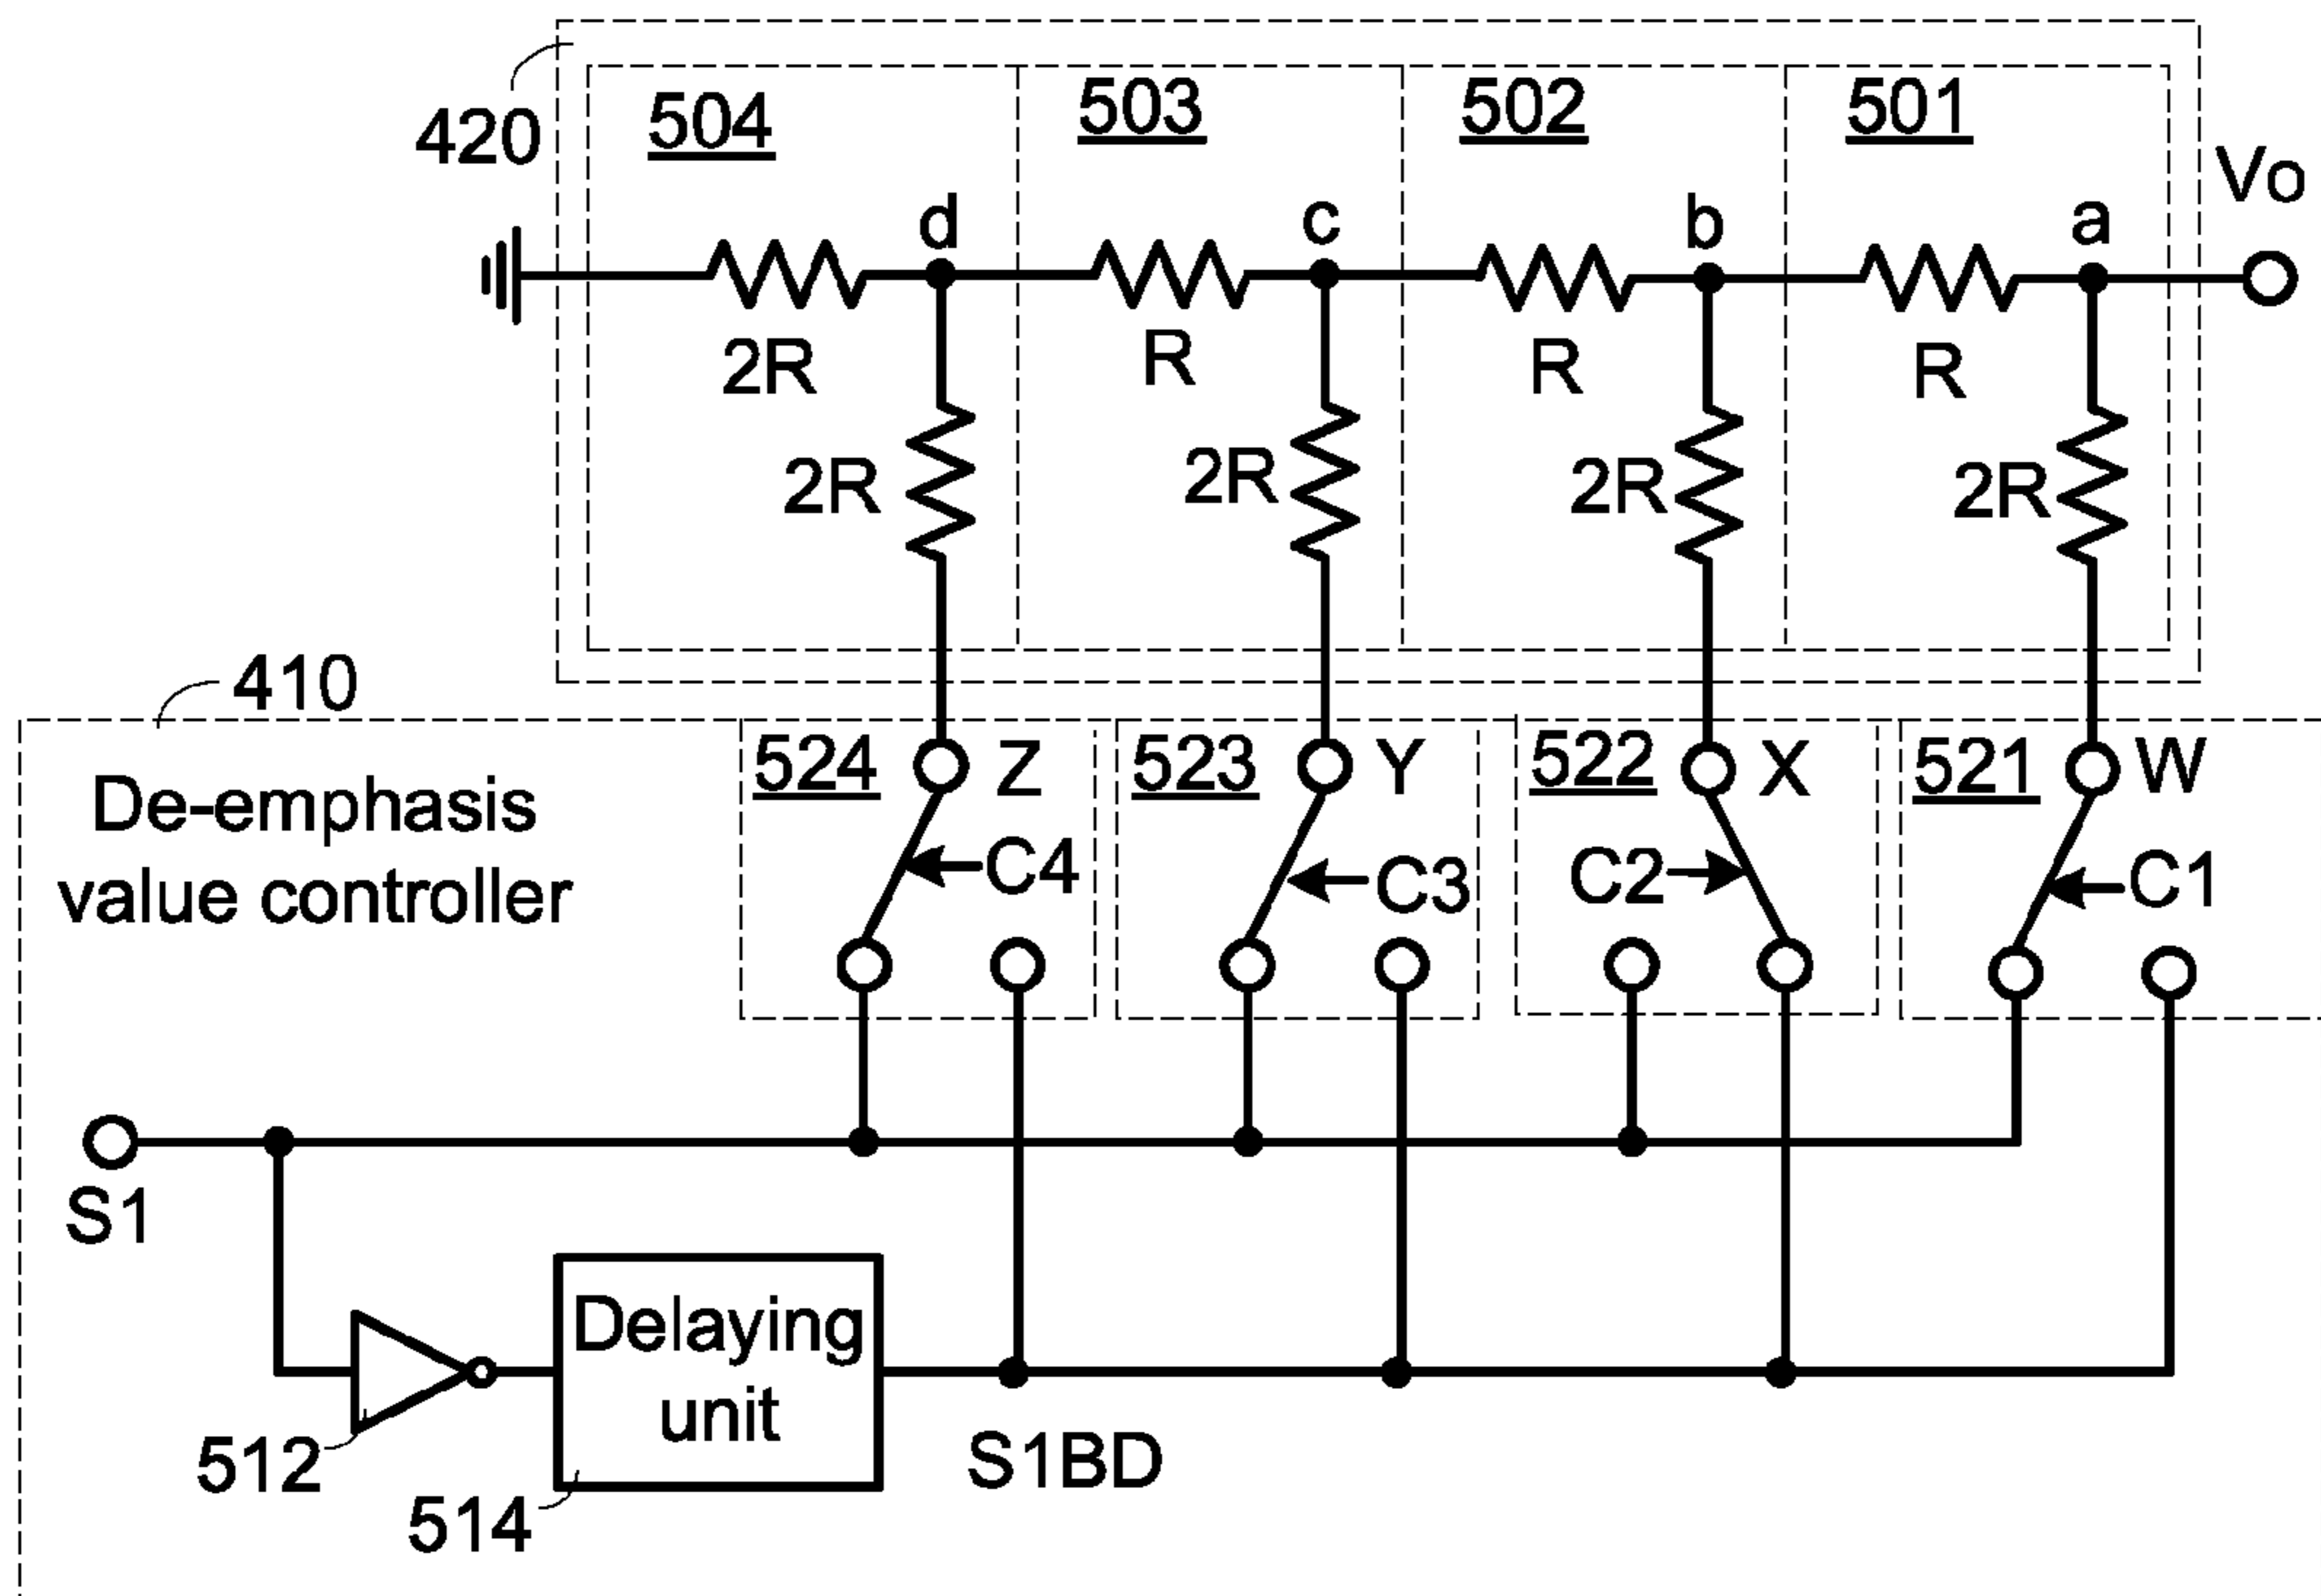 420
504
503
502
501
Vo
d
c
b
a
2R
R
R
R
2R
2R
2R
2R
410
De-emphasis
value controller
524
Z
523
Y
522
X
521
W
C4
C3
C2
C1
S1
Delaying
unit
512
514
S1BD